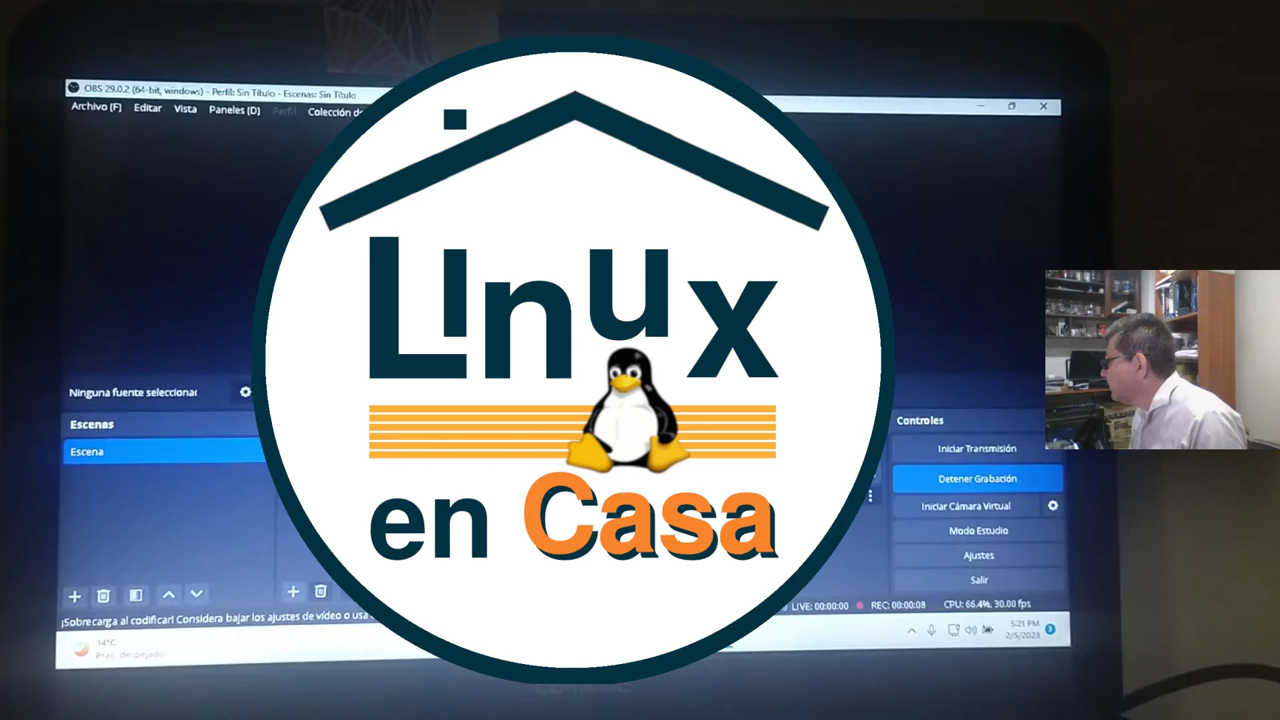 OBS 29.0.2 (64-bit, windows) - Perfil: Sin Título - Escenas: Sin Título
Archivo [F] Editar Vista Paneles (D) Perfil Colección de
Linux
en Casa
Ninguna fuente seleccionad
Escenas
Escena
Controles
Iniciar Transmisión
Detener Grabación
Iniciar Cámara Virtual
Modo Estudio
Ajustes
Salir
¡Sobrecarga al codificar! Considera bajar los ajustes de vídeo o usa
LIVE: 00:00:00 REC: 00:00:08 CPU: 66.4%, 30.00 fps
14°C
Prac. despejado
5:21 PM
2/5/2023